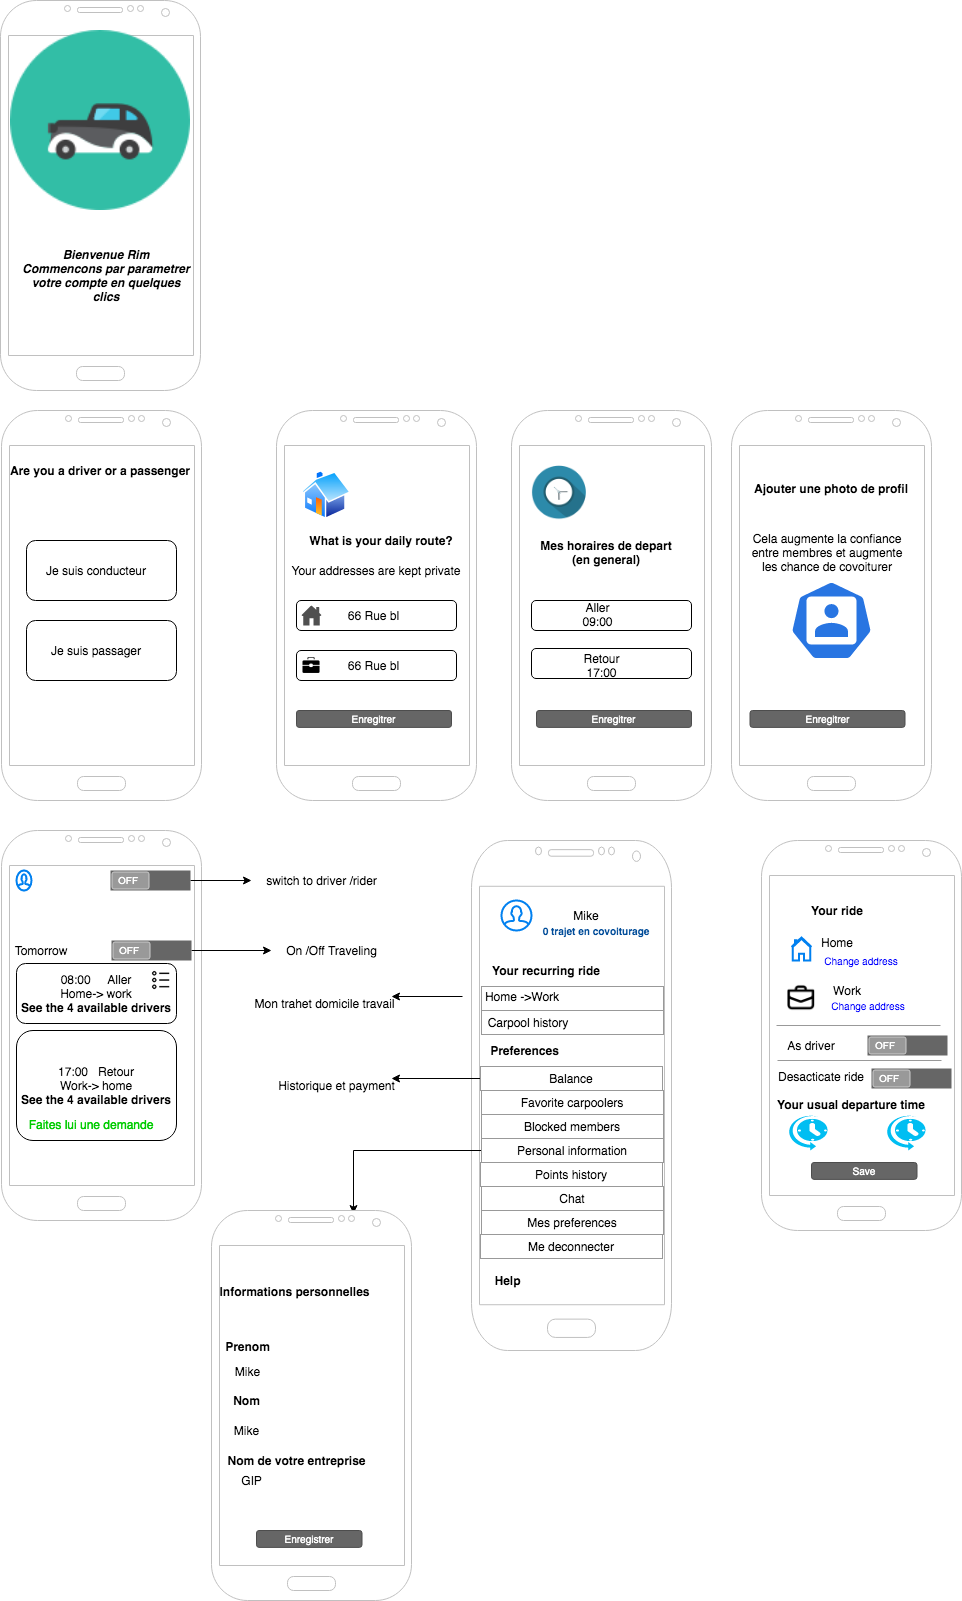 Bienvenue Rim
Commencons par parametrer
votre compte en quelques
clics
Are you a driver or a passenger
Je suis conducteur
Je suis passager
What is your daily route?
Your addresses are kept private
66 Rue bl
66 Rue bl
Enregitrer
Mes horaires de depart
(en general)
Aller
09:00
Retour
17:00
Enregitrer
Ajouter une photo de profil
Cela augmente la confiance
entre membres et augmente
les chance de covoiturer
Enregitrer
OFF
switch to driver /rider
Tomorrow
OFF
On /Off Traveling
08:00 Aller
Home-> work
See the 4 available drivers
17:00 Retour
Work-> home
See the 4 available drivers
Faites lui une demande
Mike
0 trajet en covoiturage
Your recurring ride
Home ->Work
Mon trahet domicile travail
Carpool history
Preferences
Balance
Historique et payment
Favorite carpoolers
Blocked members
Personal information
Points history
Chat
Mes preferences
Me deconnecter
Help
Your ride
Home
Change address
Work
Change address
As driver
OFF
Desacticate ride
OFF
Your usual departure time
Save
Informations personnelles
Prenom
Mike
Nom
Mike
Nom de votre entreprise
GIP
Enregistrer